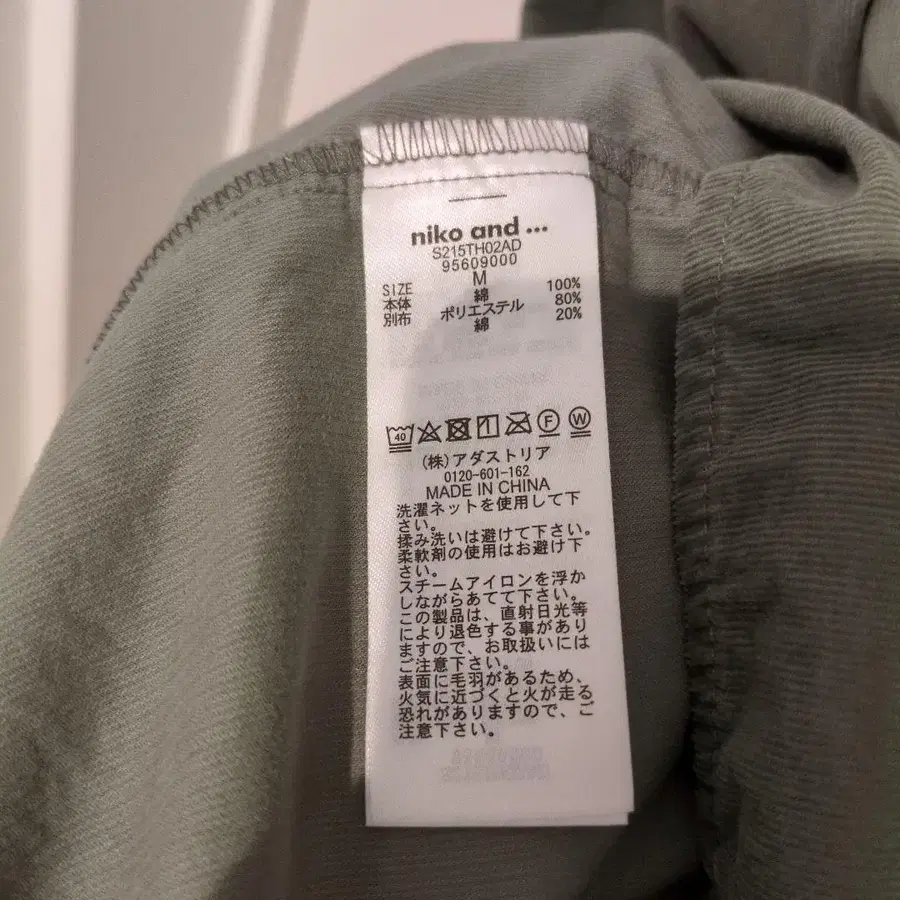 niko and ...
S215TH02AD
95609000
SIZE M
本体 綿 100%
別布 ポリエステル 80%
綿 20%
40 F W
(株)アダストリア
0120-601-162
MADE IN CHINA
洗濯ネットを使用して下
さい。
揉み洗いは避けて下さい。
柔軟剤の使用はお避け下
さい。
スチームアイロンを浮か
しながらあてて下さい。
この製品は、直射日光等
により退色する事があり
ますので、お取扱いには
ご注意下さい。
表面に毛羽があるため、
火気に近づくと火が走る
恐れがありますので、ご
注意下さい。